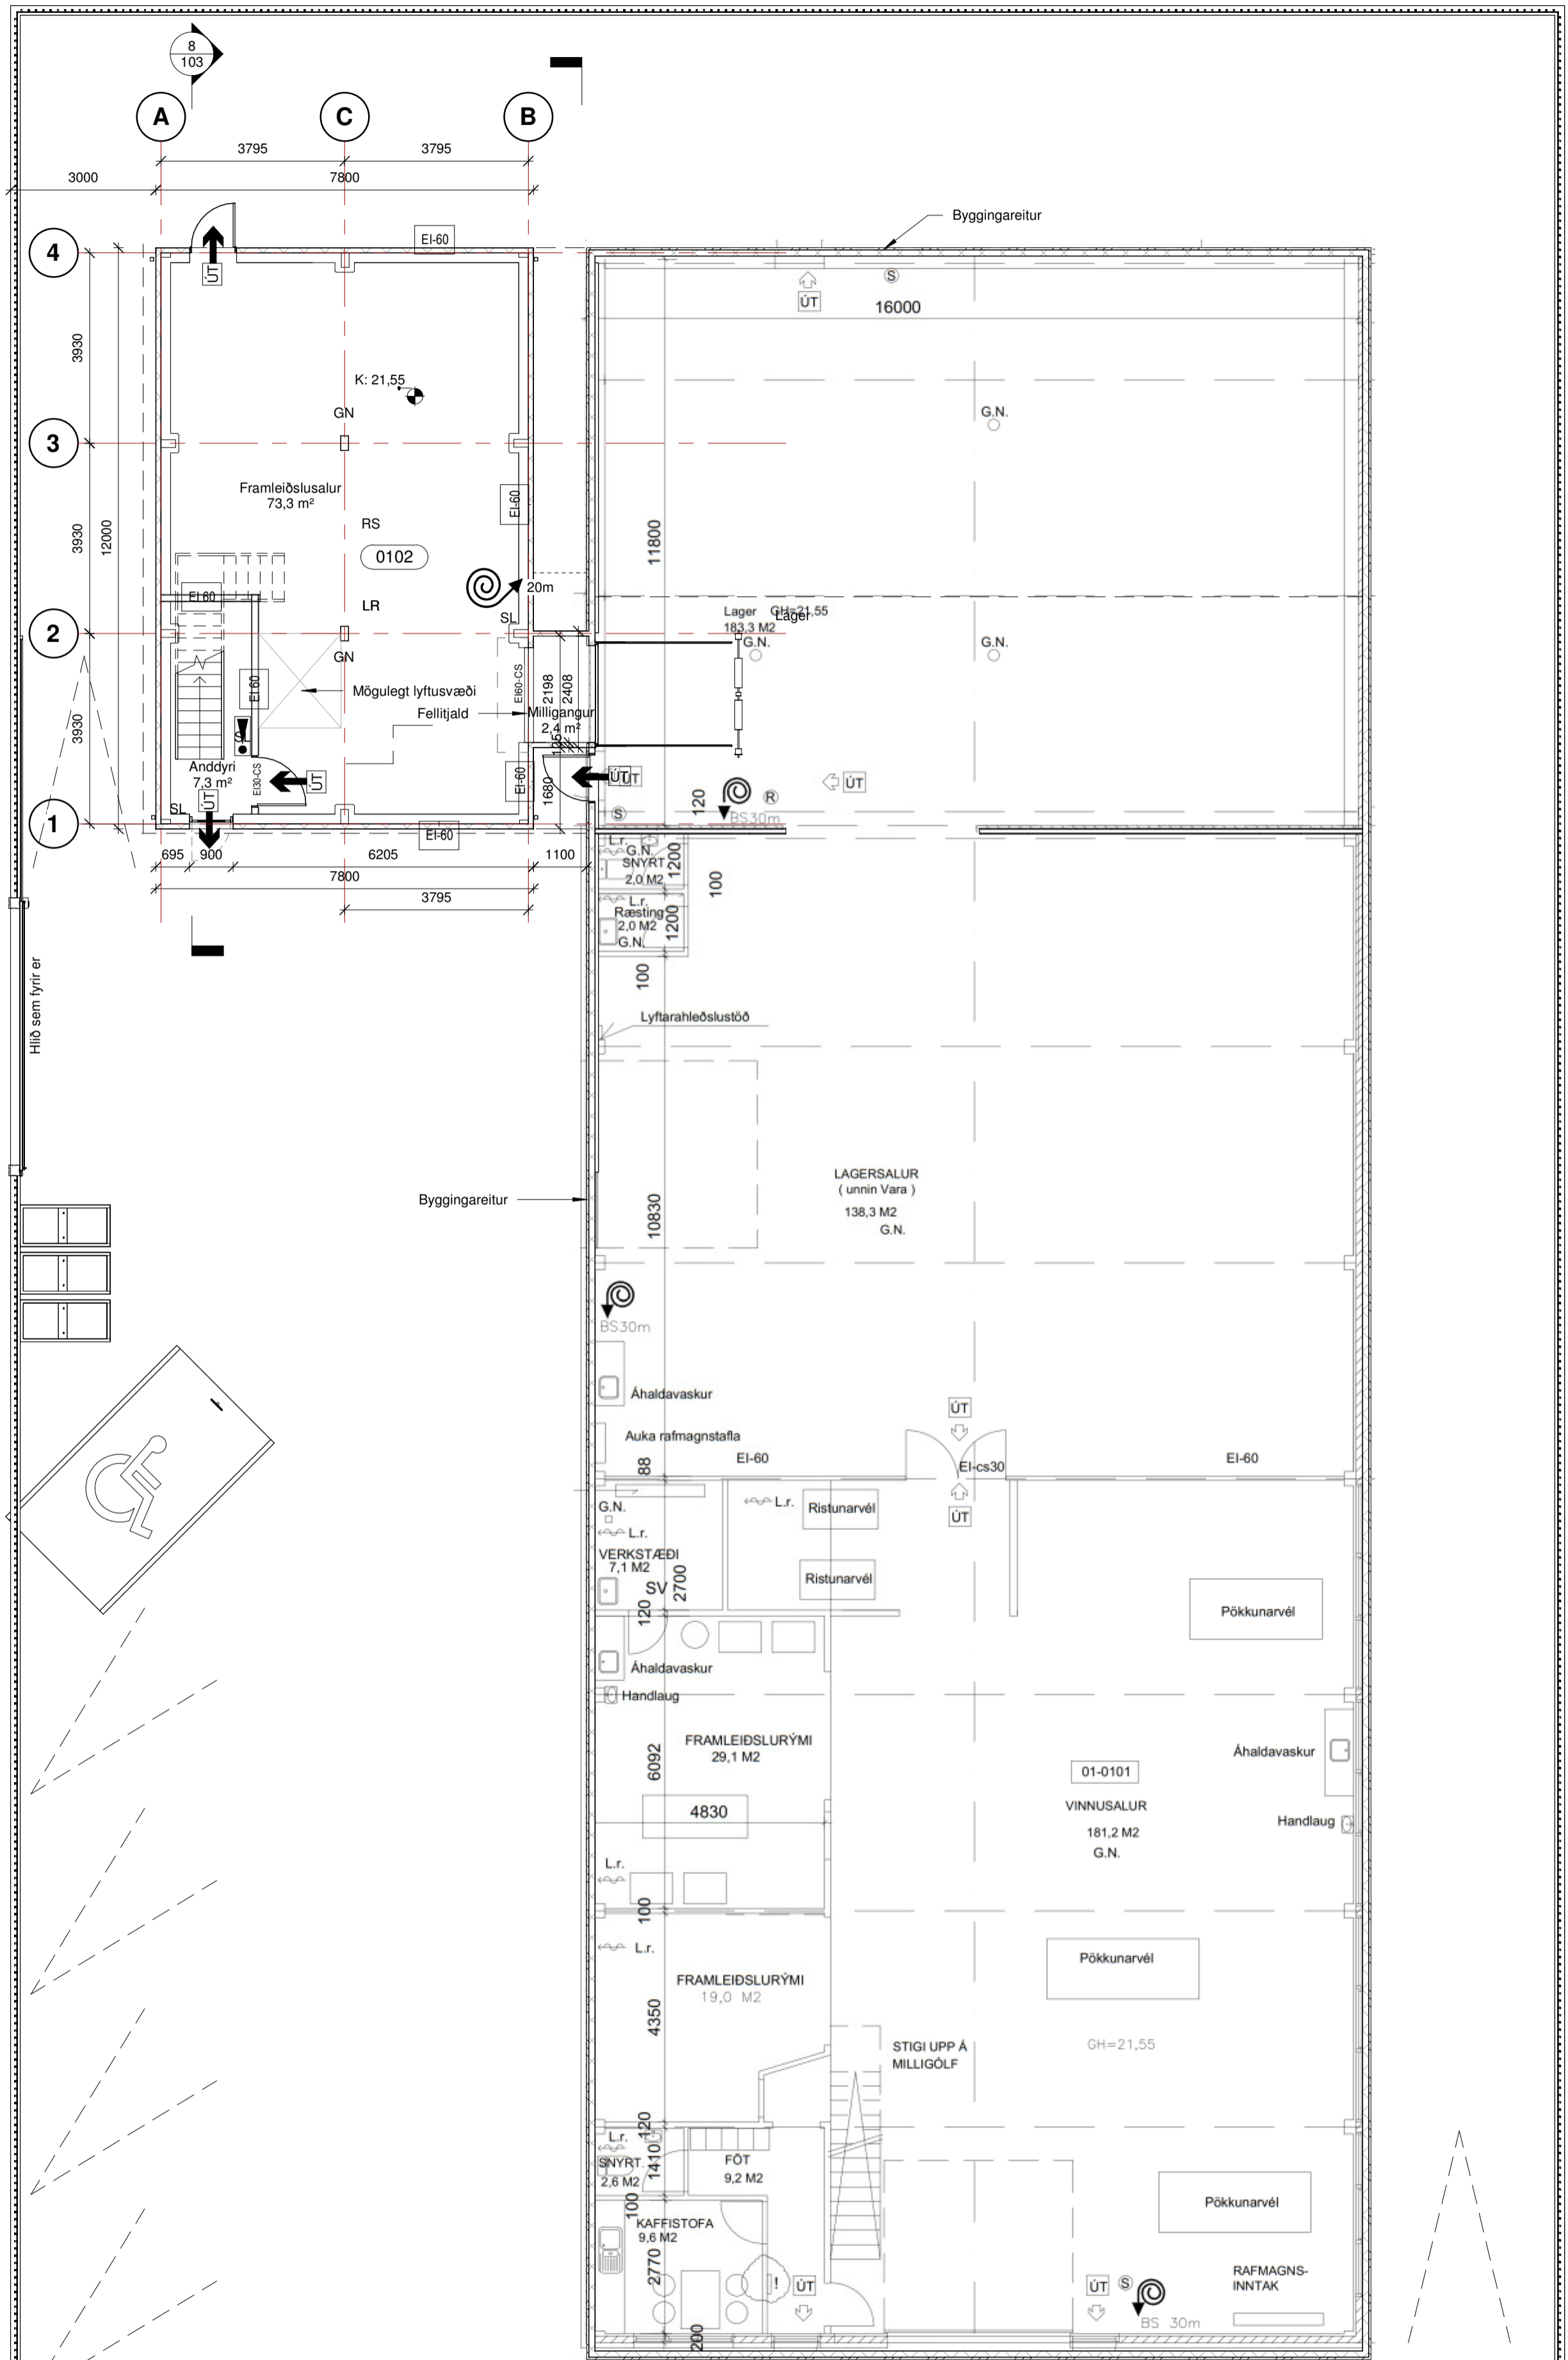 8
103
A
C
B
3795
3795
3000
7800
Byggingareitur
4
EI-60
ÚT
ÚT
S
16000
3930
K: 21,55
GN
G.N.
3
Framleiðslusalur
73,3 m²
EI-60
RS
3930
12000
11800
0102
20m
EI 60
LR
SL
Lager GH=21,55
Lager
183,3 M2
G.N.
G.N.
2
GN
EI 60
Mögulegt lyftusvæði
EI60-CS
2198
2408
Fellitjald
Milligangur
2,4 m²
125
3930
SL
Anddyri
7,3 m²
EI30-CS
ÚT
EI-60
1680
ÚT
ÚT
ÚT
SL
ÚT
S
120
R
BS30m
1
EI-60
695
900
6205
1100
7800
3795
L.r.
G.N.
SNYRT
2,0 M2
1200
100
L.r.
Ræsting
2,0 M2
G.N.
1200
100
Hlið sem fyrir er
Lyftarahleðslustöð
LAGERSALUR
( unnin Vara )
138,3 M2
G.N.
Byggingareitur
10830
BS30m
Áhaldavaskur
ÚT
Auka rafmagnstafla
88
EI-60
EI-cs30
EI-60
ÚT
G.N.
L.r.
L.r.
Ristunarvél
VERKSTÆÐI
7,1 M2
SV
2700
Ristunarvél
Pökkunarvél
120
Áhaldavaskur
Handlaug
FRAMLEIÐSLURÝMI
29,1 M2
6092
Áhaldavaskur
01-0101
VINNUSALUR
181,2 M2
G.N.
Handlaug
4830
L.r.
100
L.r.
Pökkunarvél
FRAMLEIÐSLURÝMI
19,0 M2
4350
STIGI UPP Á
MILLIGÓLF
GH=21,55
120
L.r.
SNYRT.
2,6 M2
1410
FÖT
9,2 M2
100
Pökkunarvél
KAFFISTOFA
9,6 M2
2770
!
ÚT
ÚT
S
BS 30m
RAFMAGNS-
INNTAK
200